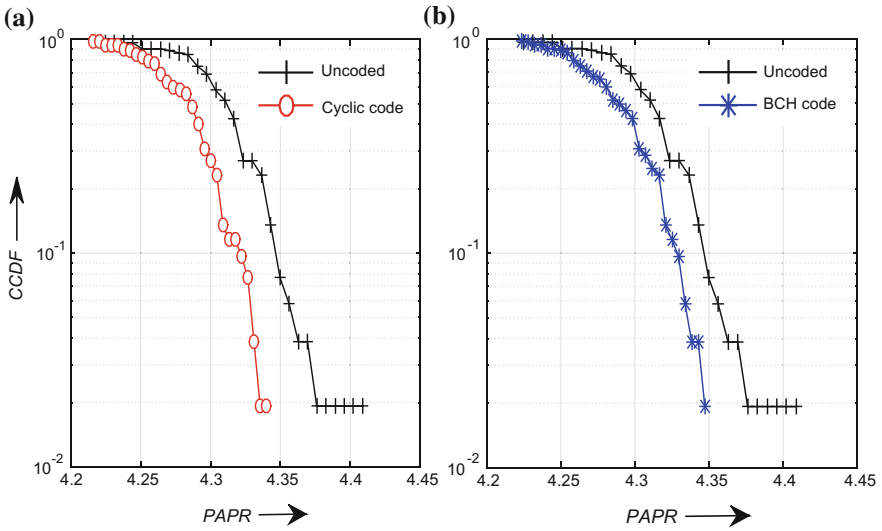 (a)
10^0
10^-1
10^-2
CCDF
Uncoded
Cyclic code
4.2 4.25 4.3 4.35 4.4 4.45
PAPR
(b)
10^0
10^-1
10^-2
Uncoded
BCH code
4.2 4.25 4.3 4.35 4.4 4.45
PAPR